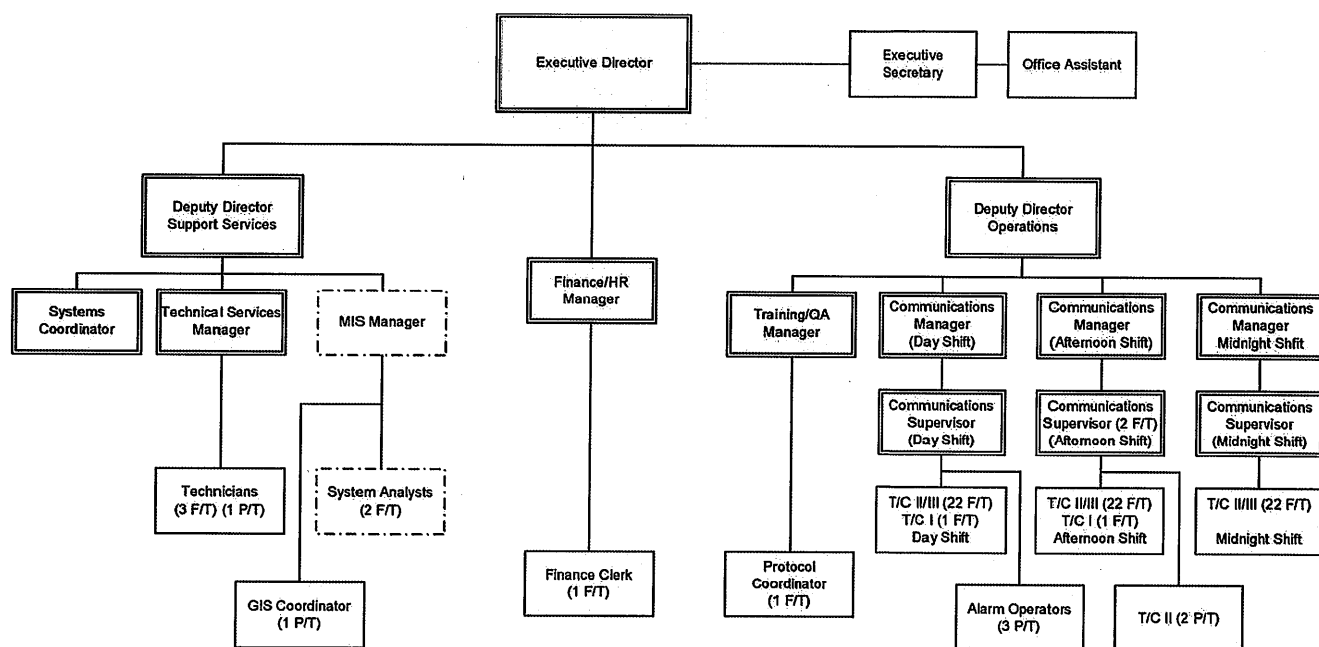 Executive Director
Executive
Secretary
Office Assistant
Deputy Director
Support Services
Deputy Director
Operations
Finance/HR
Manager
Systems
Coordinator
Technical Services
Manager
MIS Manager
Training/QA
Manager
Communications
Manager
(Day Shift)
Communications
Manager
(Afternoon Shift)
Communications
Manager
Midnight Shfit
Communications
Supervisor
(Day Shift)
Communications
Supervisor (2 F/T)
(Afternoon Shift)
Communications
Supervisor
(Midnight Shift)
Technicians
(3 F/T) (1 P/T)
System Analysts
(2 F/T)
T/C II/III (22 F/T)
T/C I (1 F/T)
Day Shift
T/C II/III (22 F/T)
T/C I (1 F/T)
Afternoon Shift
T/C II/III (22 F/T)
Midnight Shift
Finance Clerk
(1 F/T)
Protocol
Coordinator
(1 F/T)
GIS Coordinator
(1 P/T)
Alarm Operators
(3 P/T)
T/C II (2 P/T)